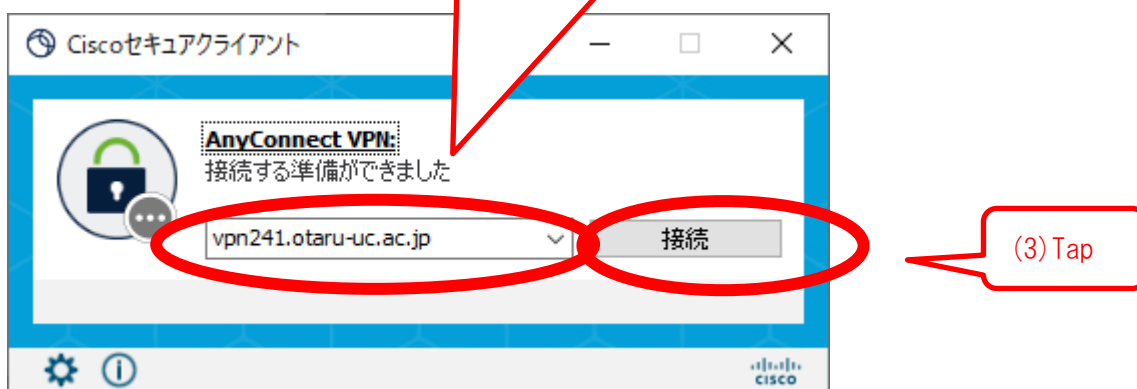 Ciscoセキュアクライアント
AnyConnect VPN:
接続する準備ができました
vpn241.otaru-uc.ac.jp
接続
(3)Tap
cisco